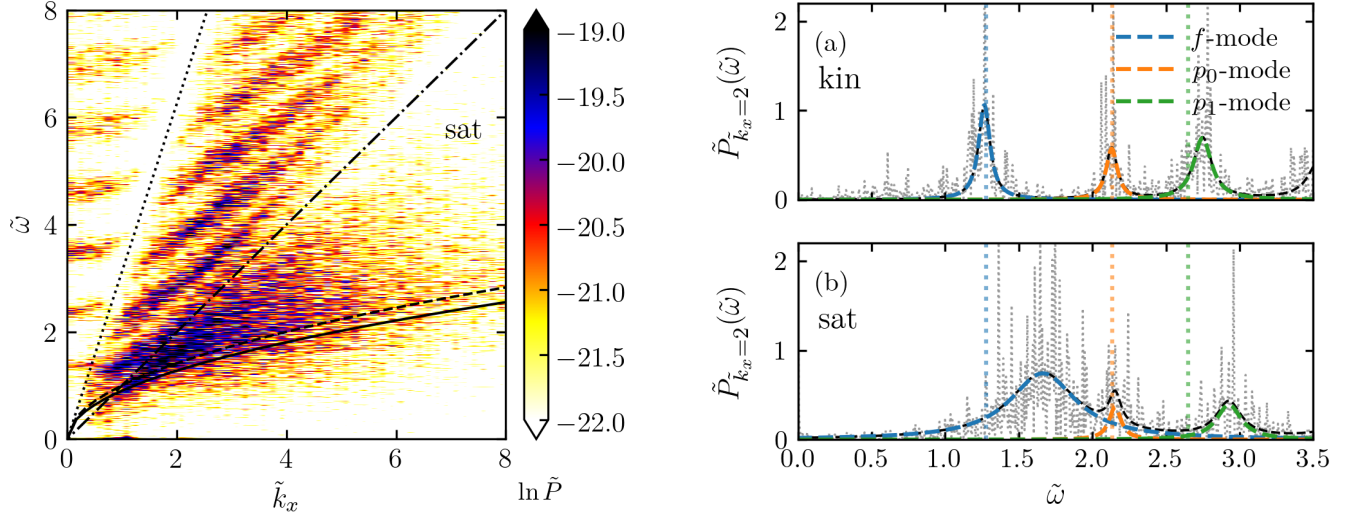 8
6
4
2
0
ω̃
0
2
4
6
8
k̃ₓ
sat
−19.0
−19.5
−20.0
−20.5
−21.0
−21.5
−22.0
ln P̃
(a)
kin
f-mode
p₀-mode
p₁-mode
2
1
0
P̃ k̃ₓ=2(ω̃)
(b)
sat
2
1
0
P̃ k̃ₓ=2(ω̃)
0.0
0.5
1.0
1.5
2.0
2.5
3.0
3.5
ω̃